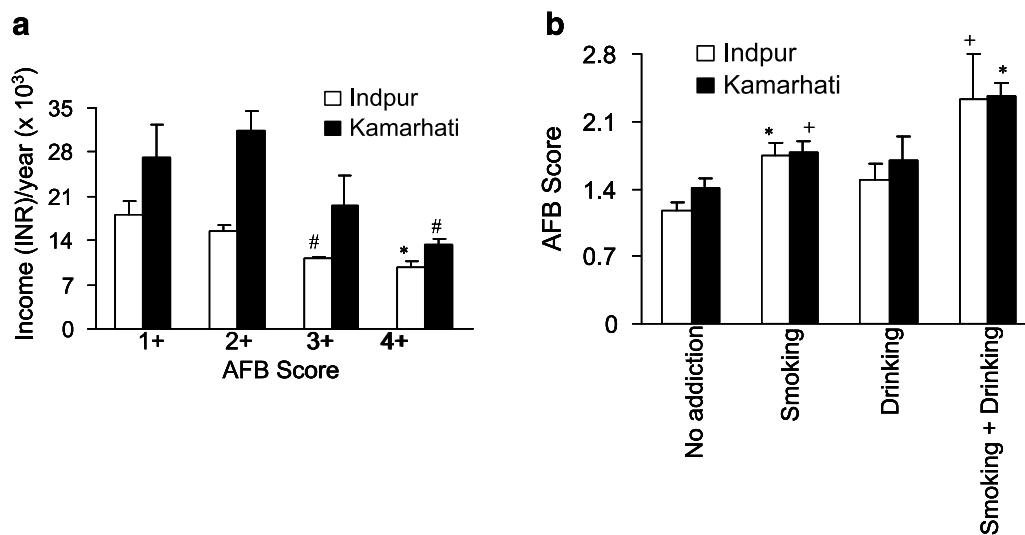 a
Income (INR)/year (x 10³)
35
28
21
14
7
0
Indpur
Kamarhati
#
*
#
1+ 2+ 3+ 4+
AFB Score
b
AFB Score
2.8
2.1
1.4
0.7
0
Indpur
Kamarhati
*
+
+
*
No addiction
Smoking
Drinking
Smoking + Drinking